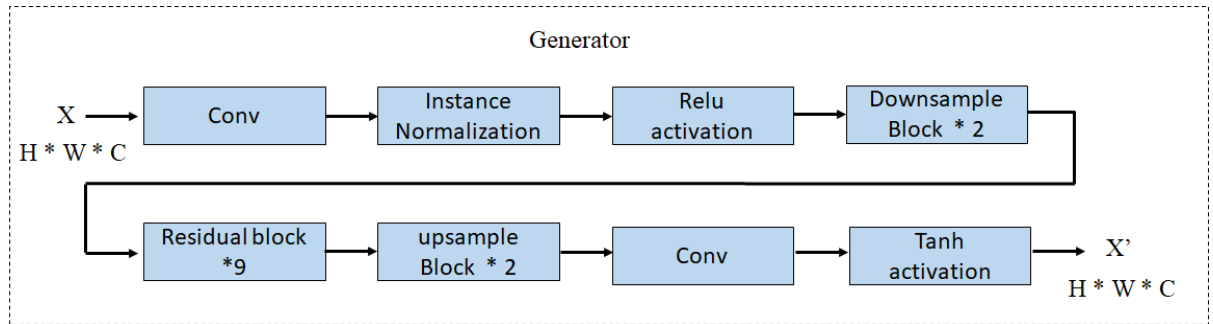 Generator
X
H * W * C
Conv
Instance
Normalization
Relu
activation
Downsample
Block * 2
Residual block
*9
upsample
Block * 2
Conv
Tanh
activation
X’
H * W * C